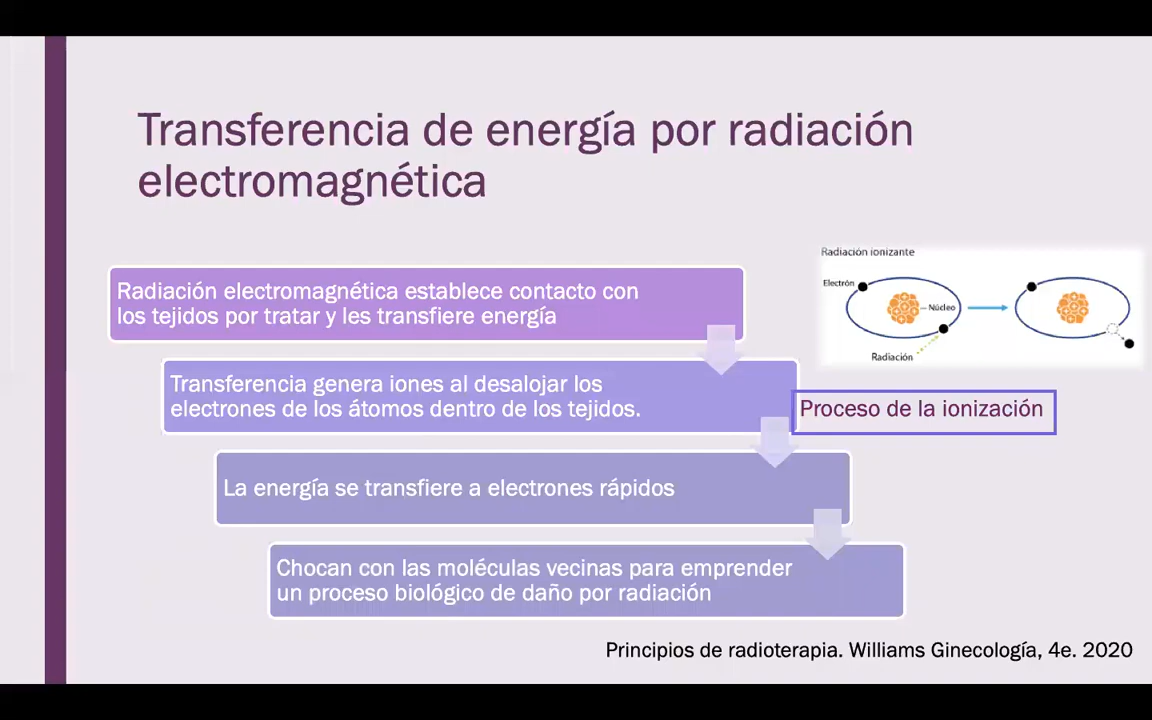 Transferencia de energía por radiación
electromagnética
Radiación electromagnética establece contacto con
los tejidos por tratar y les transfiere energía
Radiación ionizante
Electrón
Núcleo
Radiación
Transferencia genera iones al desalojar los
electrones de los átomos dentro de los tejidos.
Proceso de la ionización
La energía se transfiere a electrones rápidos
Chocan con las moléculas vecinas para emprender
un proceso biológico de daño por radiación
Principios de radioterapia. Williams Ginecología, 4e. 2020